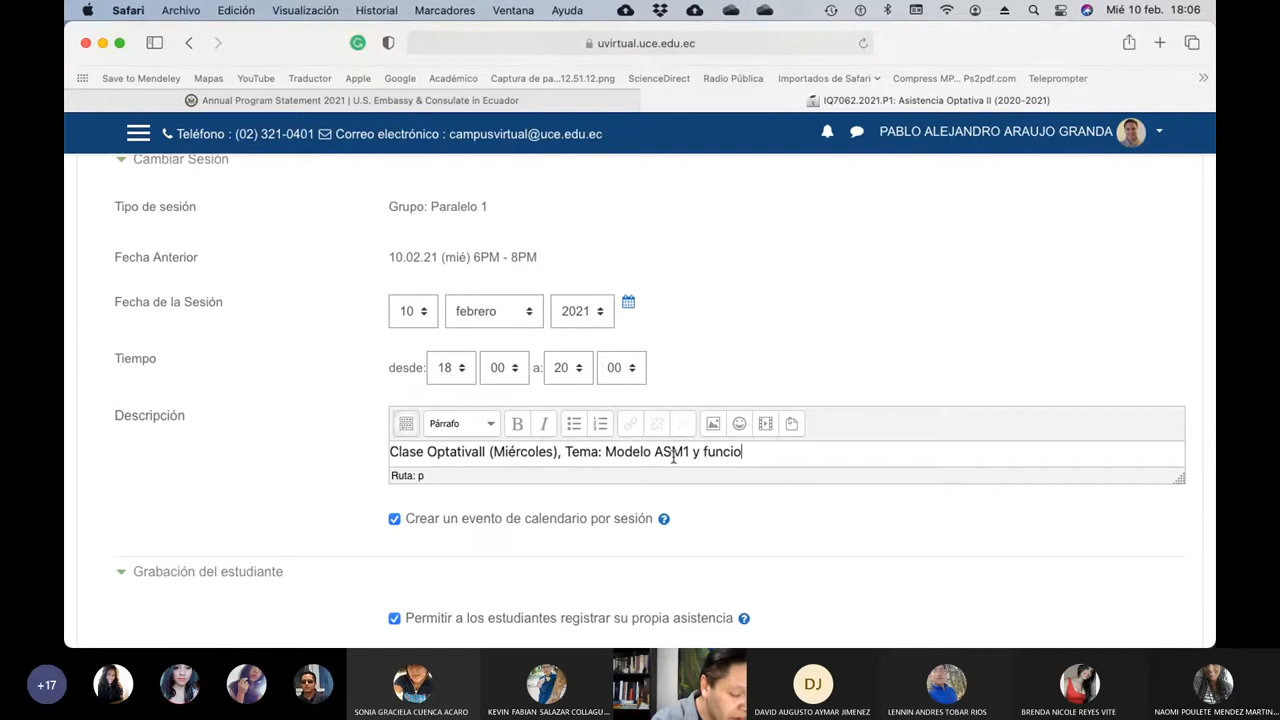 Safari Archivo Edición Visualización Historial Marcadores Ventana Ayuda Mié 10 feb. 18:06
uvirtual.uce.edu.ec
Save to Mendeley Mapas YouTube Traductor Apple Google Académico Captura de pa...12.51.12.png ScienceDirect Radio Pública Importados de Safari Compress MP... Ps2pdf.com Teleprompter
Annual Program Statement 2021 | U.S. Embassy & Consulate in Ecuador IQ7062.2021.P1: Asistencia Optativa II (2020-2021)
Teléfono : (02) 321-0401 Correo electrónico : campusvirtual@uce.edu.ec PABLO ALEJANDRO ARAUJO GRANDA
Cambiar Sesión
Tipo de sesión Grupo: Paralelo 1
Fecha Anterior 10.02.21 (mié) 6PM - 8PM
Fecha de la Sesión 10 febrero 2021
Tiempo desde: 18 00 a: 20 00
Descripción Párrafo B I
Clase OptativaII (Miércoles), Tema: Modelo ASM1 y funcio
Ruta: p
Crear un evento de calendario por sesión ?
Grabación del estudiante
Permitir a los estudiantes registrar su propia asistencia ?
+17 DJ
SONIA GRACIELA CUENCA ACARO KEVIN FABIAN SALAZAR COLLAGU... DAVID AUGUSTO AYMAR JIMENEZ LENNIN ANDRES TOBAR RIOS BRENDA NICOLE REYES VITE NAOMI POULETE MENDEZ MARTIN...